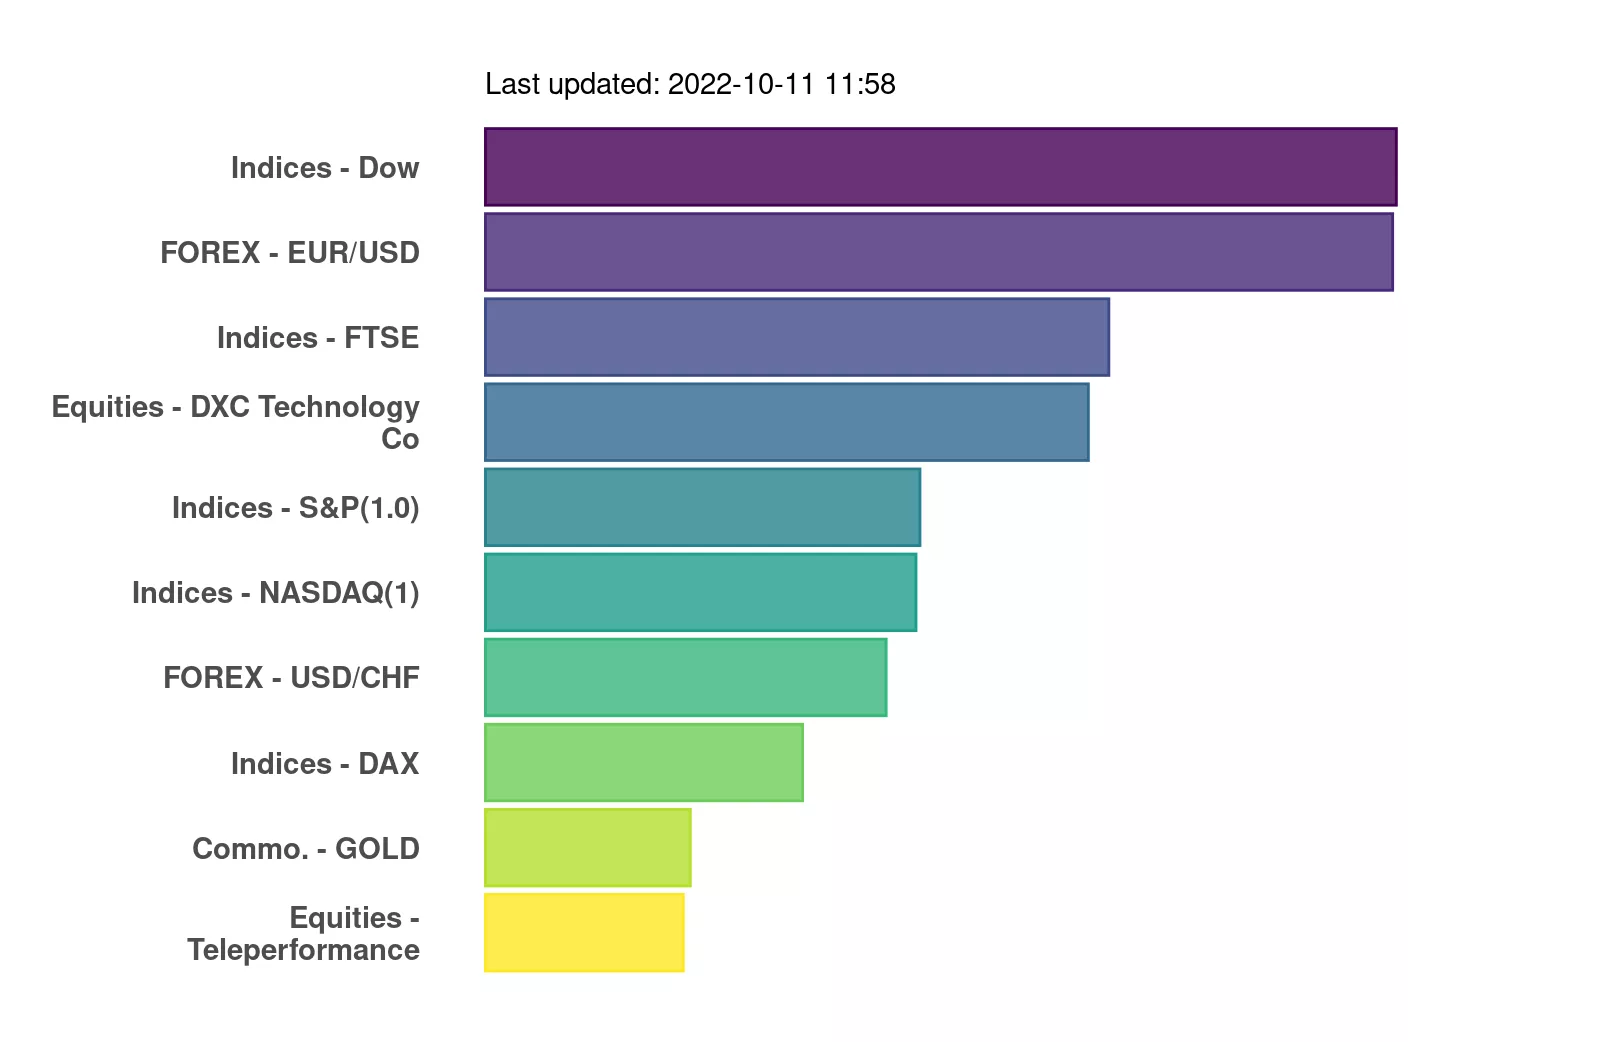 Last updated: 2022-10-11 11:58
Indices - Dow
FOREX - EUR/USD
Indices - FTSE
Equities - DXC Technology
Co
Indices - S&P(1.0)
Indices - NASDAQ(1)
FOREX - USD/CHF
Indices - DAX
Commo. - GOLD
Equities -
Teleperformance